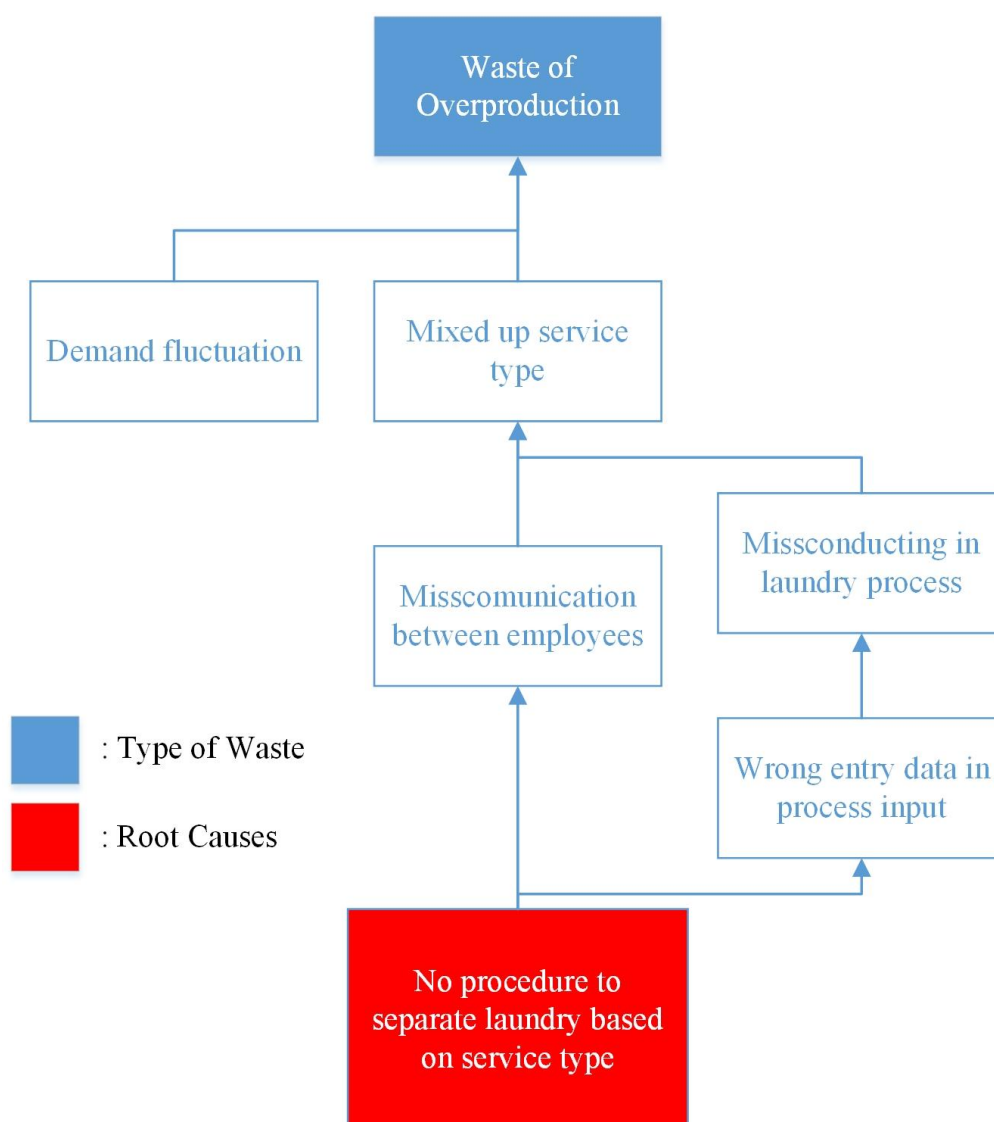 Waste of
Overproduction
Demand fluctuation
Mixed up service
type
Misscomunication
between employees
Missconducting in
laundry process
: Type of Waste
Wrong entry data in
process input
: Root Causes
No procedure to
separate laundry based
on service type